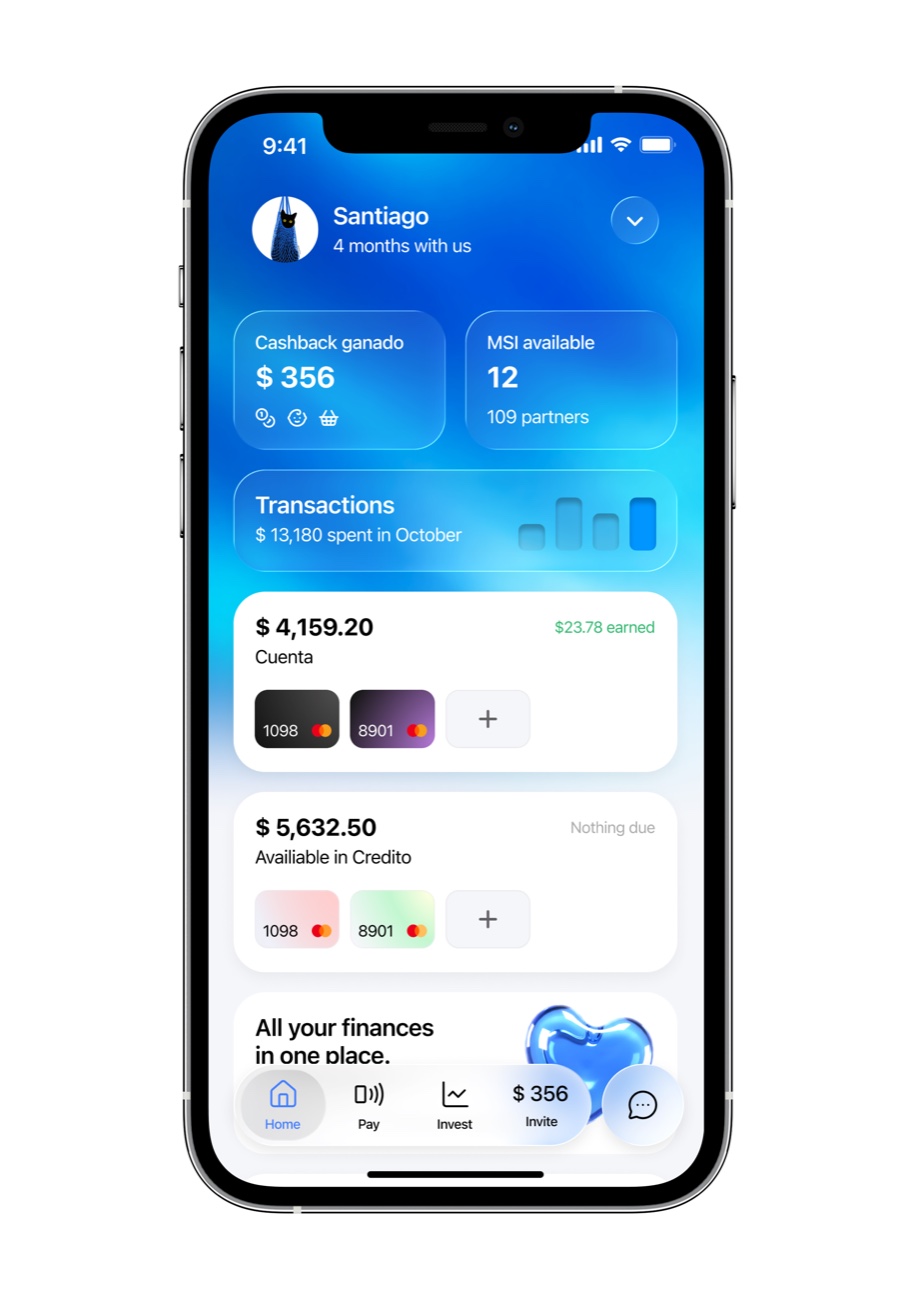 9:41
Santiago
4 months with us
Cashback ganado
$ 356
MSI available
12
109 partners
Transactions
$ 13,180 spent in October
$ 4,159.20
$23.78 earned
Cuenta
1098
8901
+
$ 5,632.50
Nothing due
Availiable in Credito
1098
8901
+
All your finances
in one place.
Home
Pay
Invest
$ 356
Invite